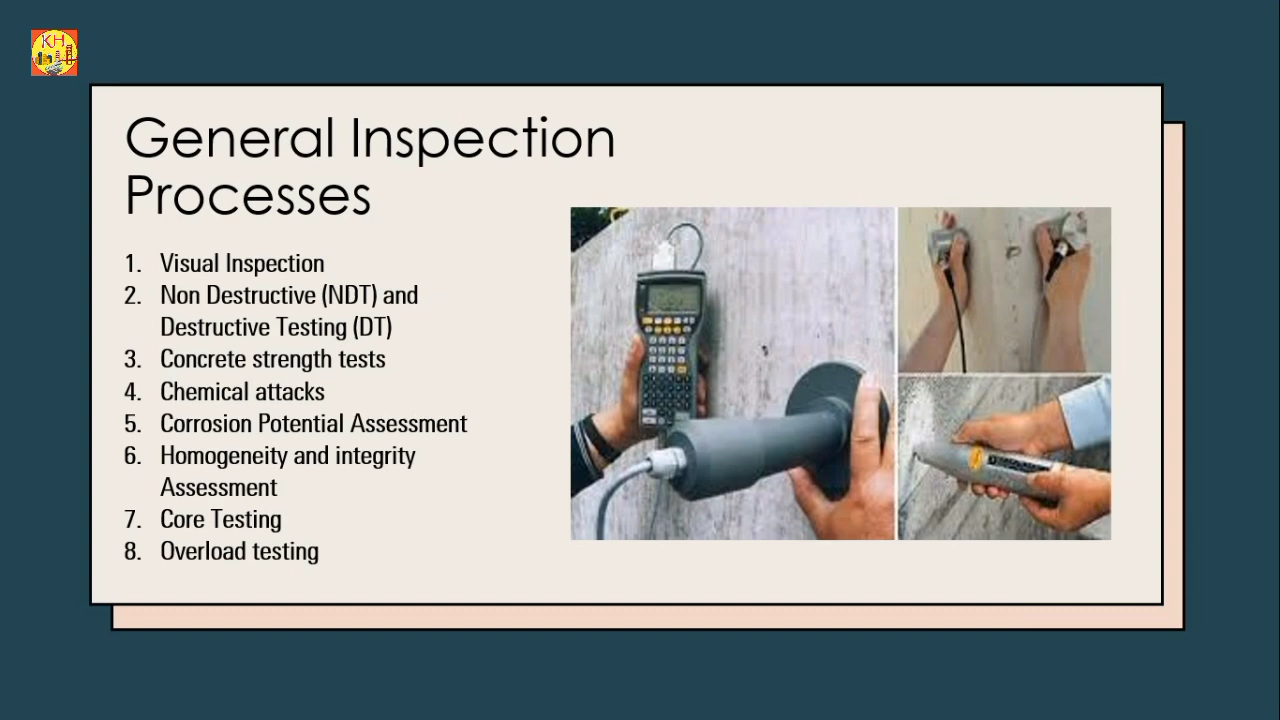 KH
General Inspection
Processes
1. Visual Inspection
2. Non Destructive (NDT) and
Destructive Testing (DT)
3. Concrete strength tests
4. Chemical attacks
5. Corrosion Potential Assessment
6. Homogeneity and integrity
Assessment
7. Core Testing
8. Overload testing